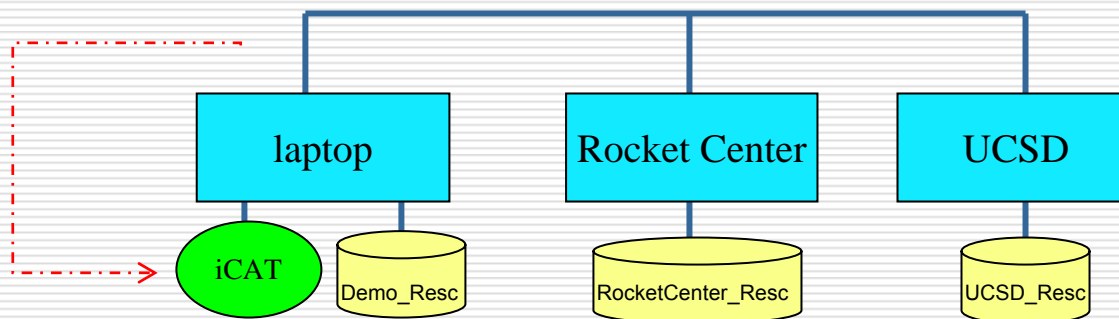 laptop
Rocket Center
UCSD
iCAT
Demo_Resc
RocketCenter_Resc
UCSD_Resc